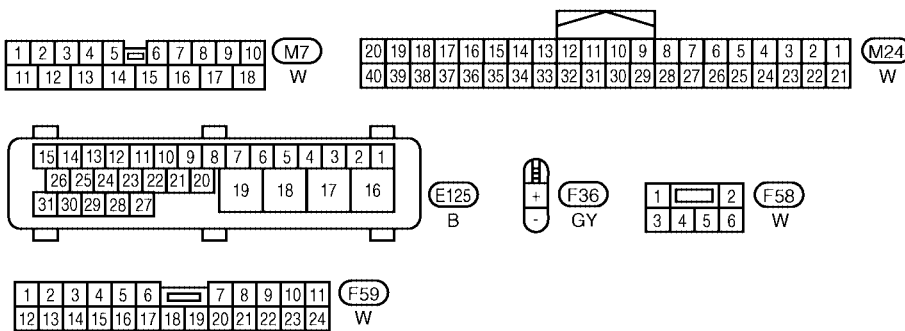 1 2 3 4 5 6 7 8 9 10 M7
11 12 13 14 15 16 17 18 W
20 19 18 17 16 15 14 13 12 11 10 9 8 7 6 5 4 3 2 1 M24
40 39 38 37 36 35 34 33 32 31 30 29 28 27 26 25 24 23 22 21 W
15 14 13 12 11 10 9 8 7 6 5 4 3 2 1
26 25 24 23 22 21 20 19 18 17 16
31 30 29 28 27
E125
B
+ F36
- GY
1 2 F58
3 4 5 6 W
1 2 3 4 5 6 7 8 9 10 11 F59
12 13 14 15 16 17 18 19 20 21 22 23 24 W